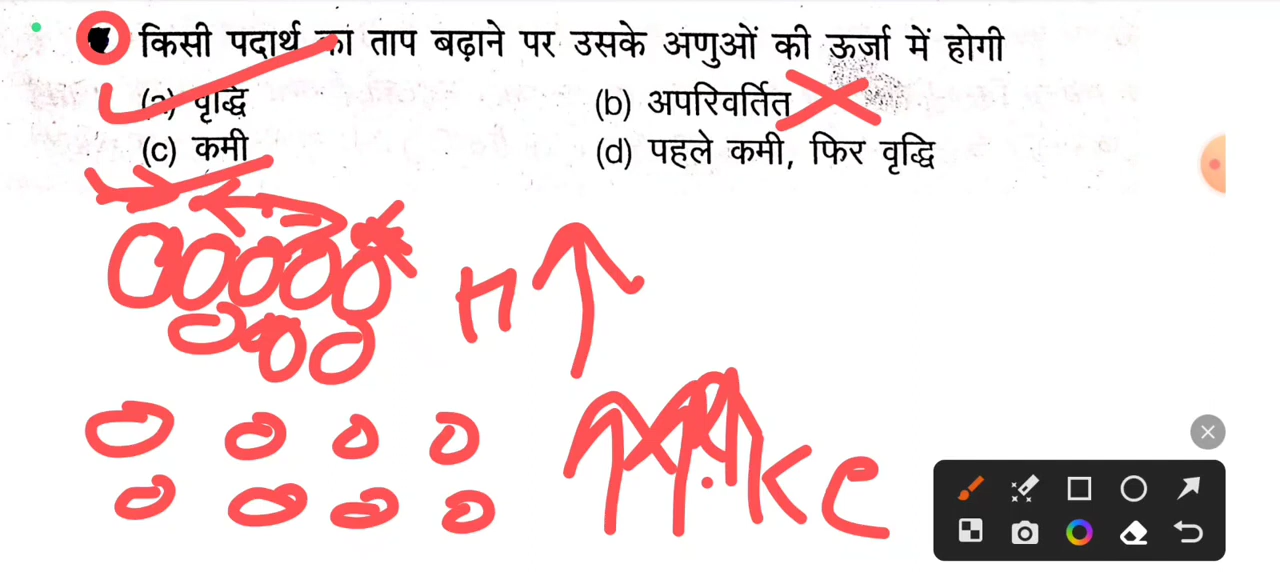 किसी पदार्थ का ताप बढ़ाने पर उसके अणुओं की ऊर्जा में होगी
(a) वृद्धि (b) अपरिवर्तित
(c) कमी (d) पहले कमी, फिर वृद्धि
Ke